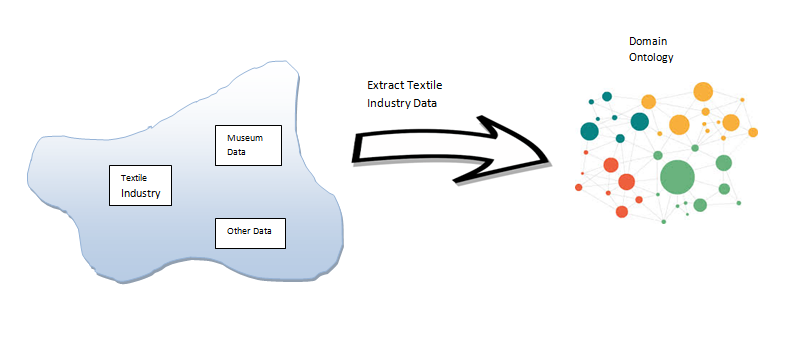 Domain
Ontology
Extract Textile
Industry Data
Museum
Data
Textile
Industry
Other Data